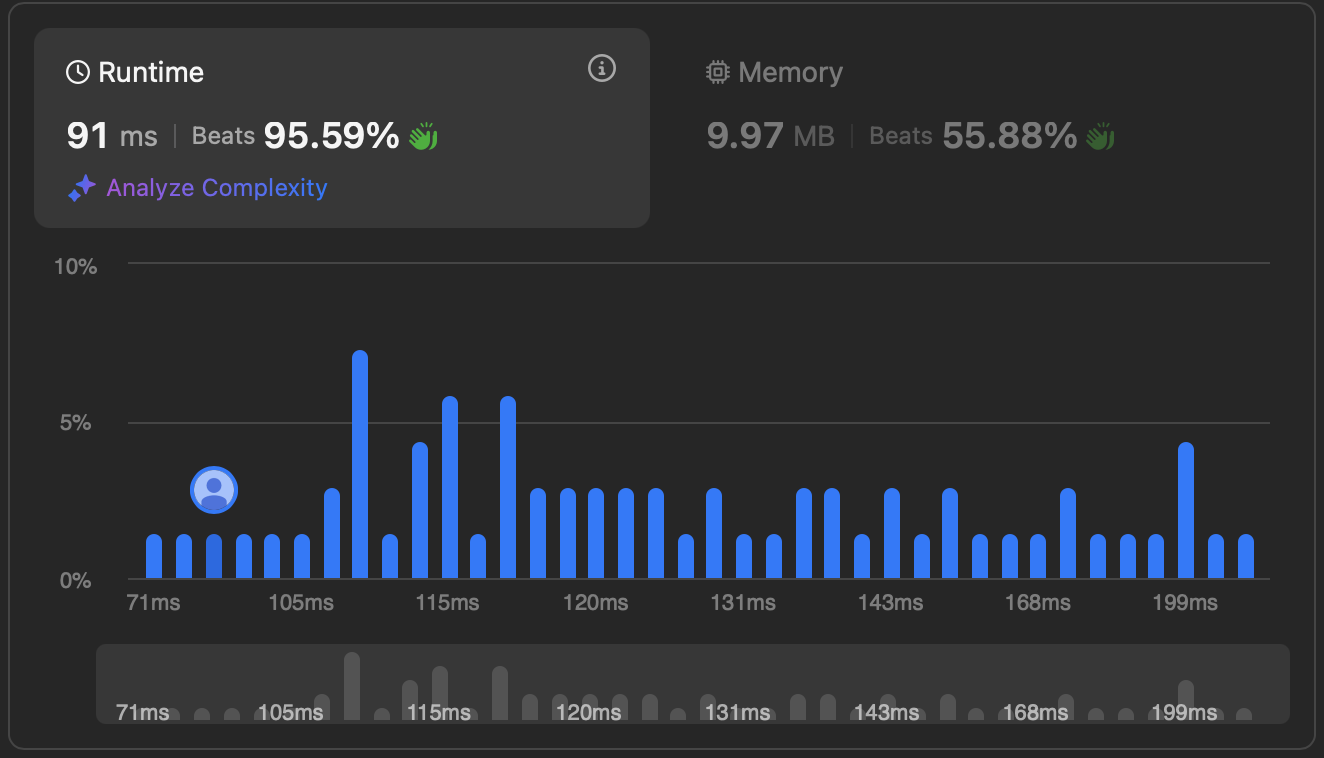 Runtime
91 ms | Beats 95.59%
Analyze Complexity
Memory
9.97 MB | Beats 55.88%
10%
5%
0%
71ms 105ms 115ms 120ms 131ms 143ms 168ms 199ms
71ms 105ms 115ms 120ms 131ms 143ms 168ms 199ms